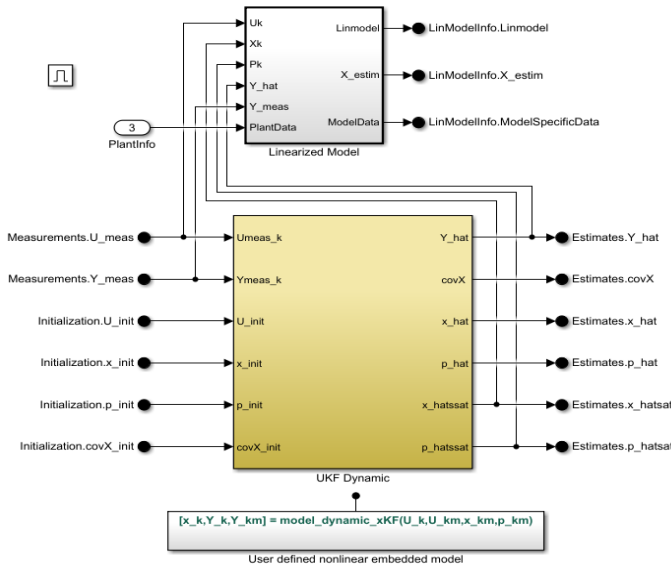 Uk
Xk
Pk
Y_hat
Y_meas
PlantData
Linmodel
X_estim
ModelData
Linearized Model
LinModelInfo.Linmodel
LinModelInfo.X_estim
LinModelInfo.ModelSpecificData
3
PlantInfo
Measurements.U_meas
Measurements.Y_meas
Initialization.U_init
Initialization.x_init
Initialization.p_init
Initialization.covX_init
Umeas_k
Ymeas_k
U_init
x_init
p_init
covX_init
Y_hat
covX
x_hat
p_hat
x_hatssat
p_hatssat
UKF Dynamic
Estimates.Y_hat
Estimates.covX
Estimates.x_hat
Estimates.p_hat
Estimates.x_hatsat
Estimates.p_hatsat
[x_k,Y_k,Y_km] = model_dynamic_xKF(U_k,U_km,x_km,p_km)
User defined nonlinear embedded model